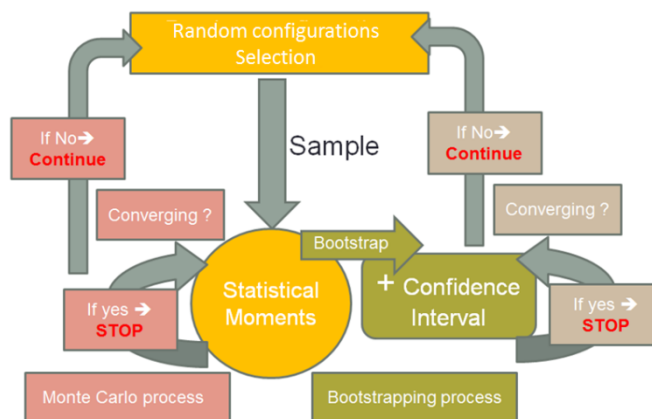 Random configurations
Selection
If No➔
Continue
Sample
If No➔
Continue
Converging ?
Converging ?
Bootstrap
Statistical
Moments
+ Confidence
Interval
If yes ➔
STOP
If yes ➔
STOP
Monte Carlo process
Bootstrapping process